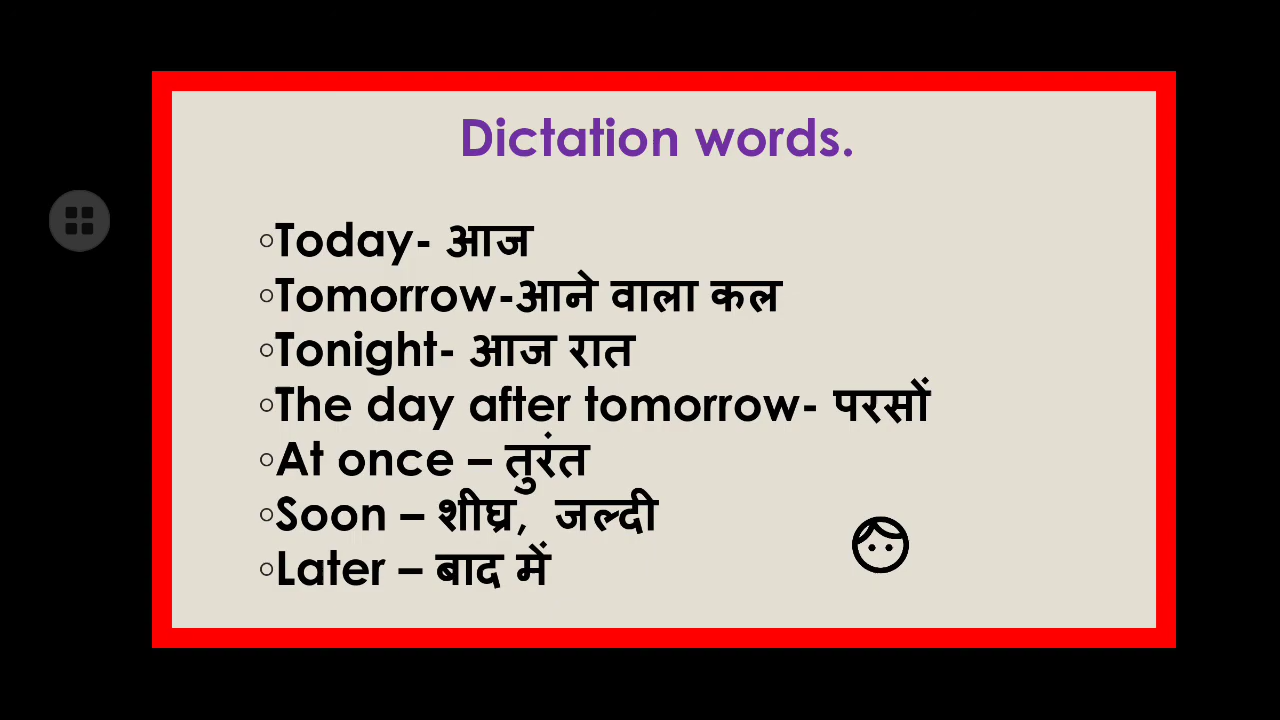 Dictation words.
Today- आज
Tomorrow-आने वाला कल
Tonight- आज रात
The day after tomorrow- परसों
At once – तुरंत
Soon – शीघ्र, जल्दी
Later – बाद में